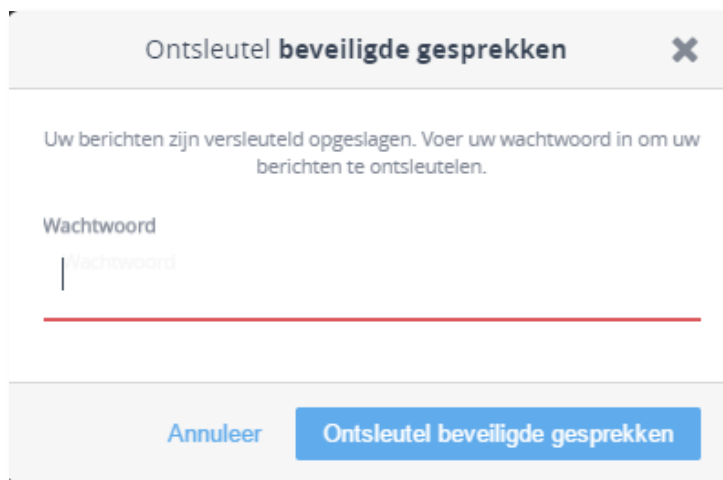 Ontsleutel beveiligde gesprekken
Uw berichten zijn versleuteld opgeslagen. Voer uw wachtwoord in om uw
berichten te ontsleutelen.
Wachtwoord
Wachtwoord
Annuleer Ontsleutel beveiligde gesprekken